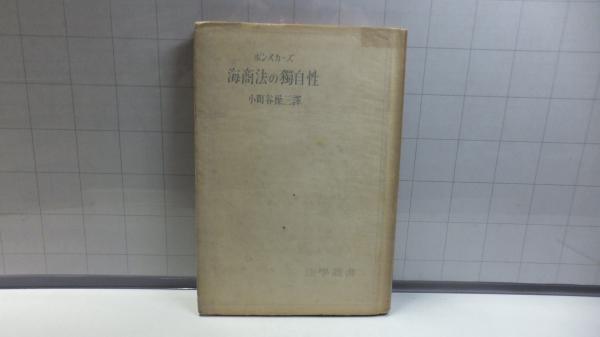 ボンスカーズ
海商法の獨自性
小町谷操三譯
法學叢書